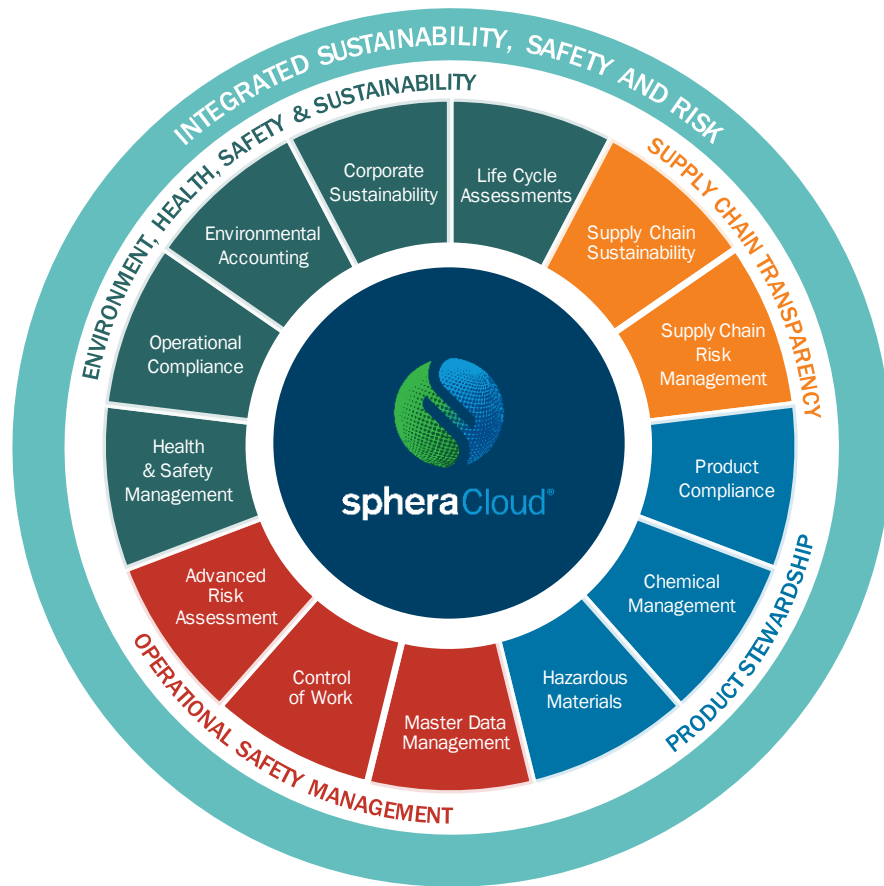 INTEGRATED SUSTAINABILITY, SAFETY AND RISK
ENVIRONMENT, HEALTH, SAFETY & SUSTAINABILITY
Health
& Safety
Management
Operational
Compliance
Environmental
Accounting
Corporate
Sustainability
Life Cycle
Assessments
SUPPLY CHAIN TRANSPARENCY
Supply Chain
Sustainability
Supply Chain
Risk
Management
PRODUCT STEWARDSHIP
Product
Compliance
Chemical
Management
Hazardous
Materials
OPERATIONAL SAFETY MANAGEMENT
Master Data
Management
Control
of Work
Advanced
Risk
Assessment
spheraCloud®